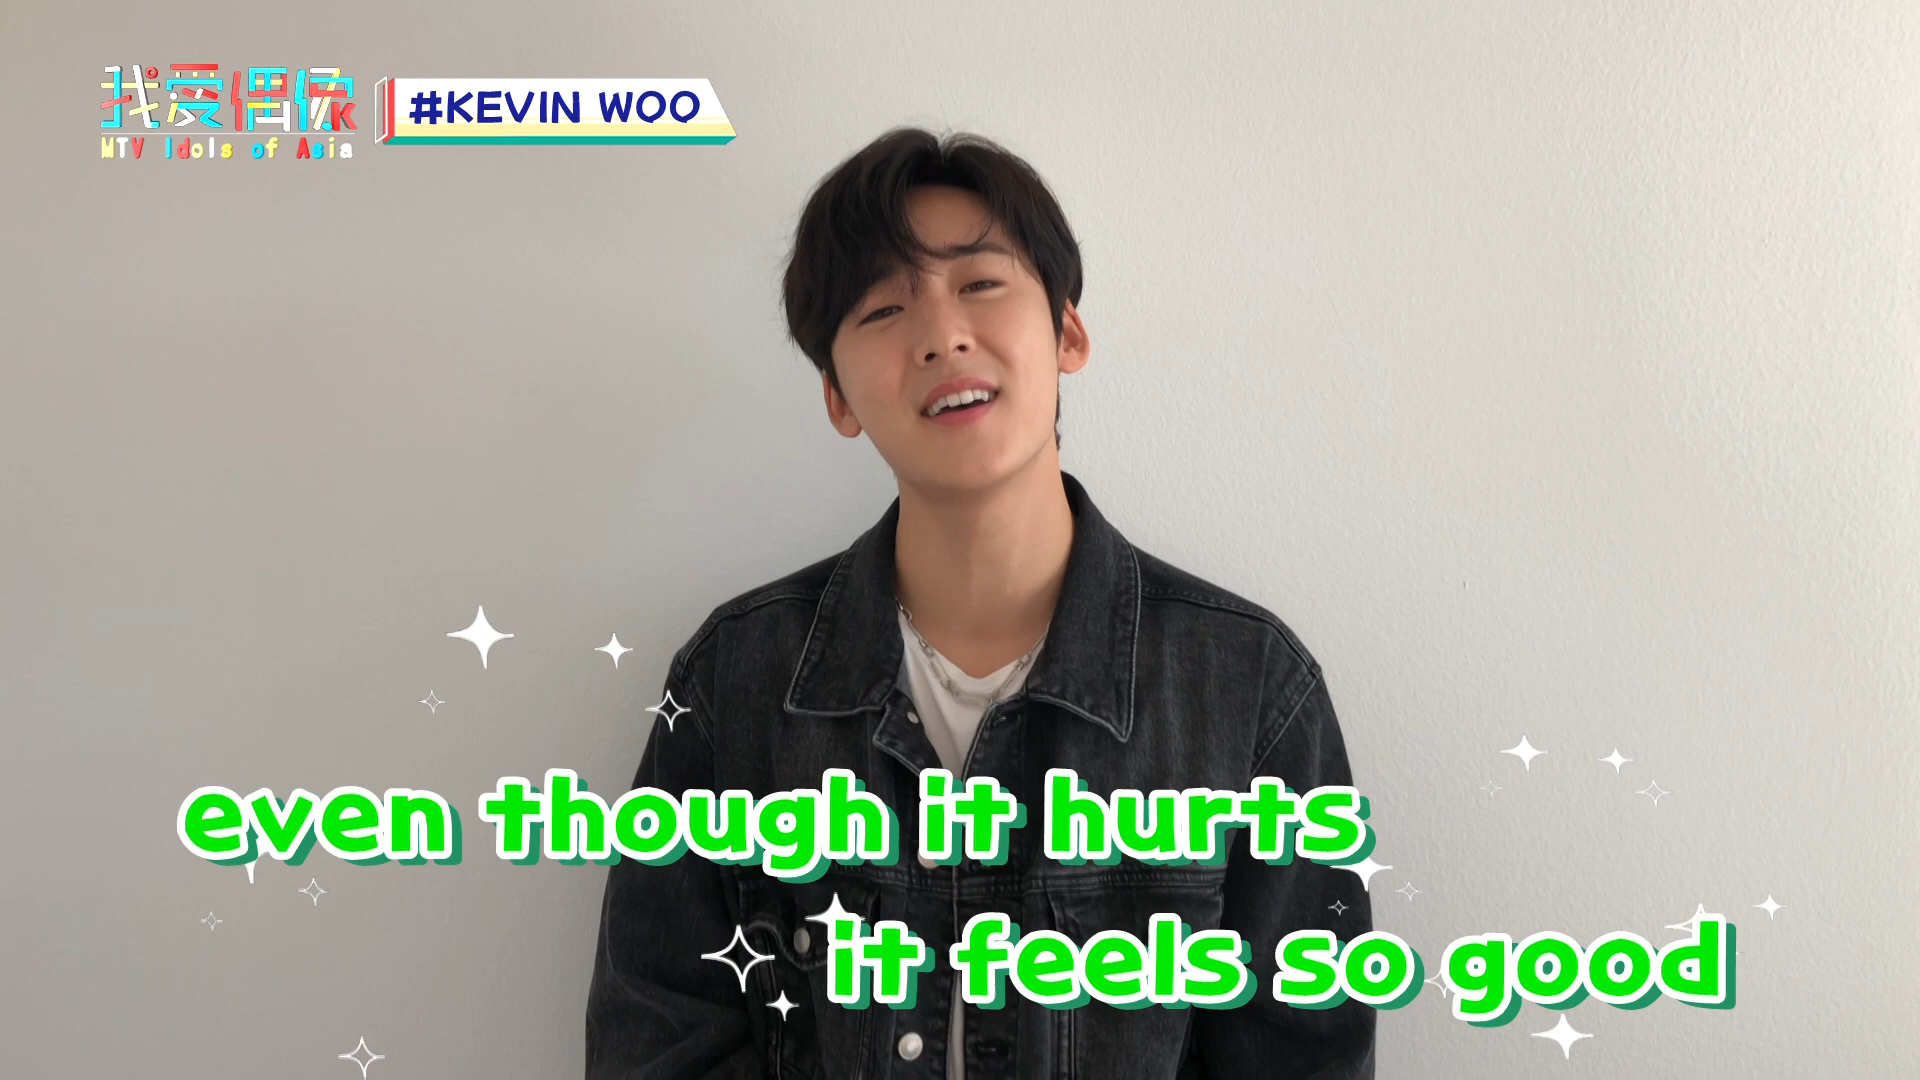 我爱偶像
K
MTV Idols of Asia
#KEVIN WOO
even though it hurts
it feels so good